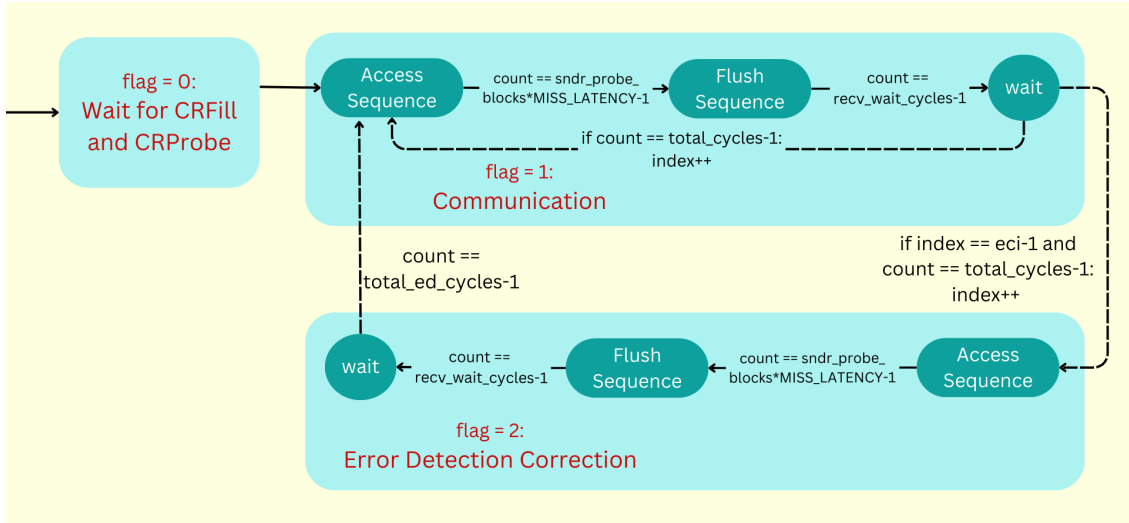 flag = 0:
Wait for CRFill
and CRProbe
Access
Sequence
count == sndr_probe_
blocks*MISS_LATENCY-1
Flush
Sequence
count ==
recv_wait_cycles-1
wait
if count == total_cycles-1:
index++
flag = 1:
Communication
if index == eci-1 and
count == total_cycles-1:
index++
count ==
total_ed_cycles-1
wait
count ==
recv_wait_cycles-1
Flush
Sequence
count == sndr_probe_
blocks*MISS_LATENCY-1
Access
Sequence
flag = 2:
Error Detection Correction